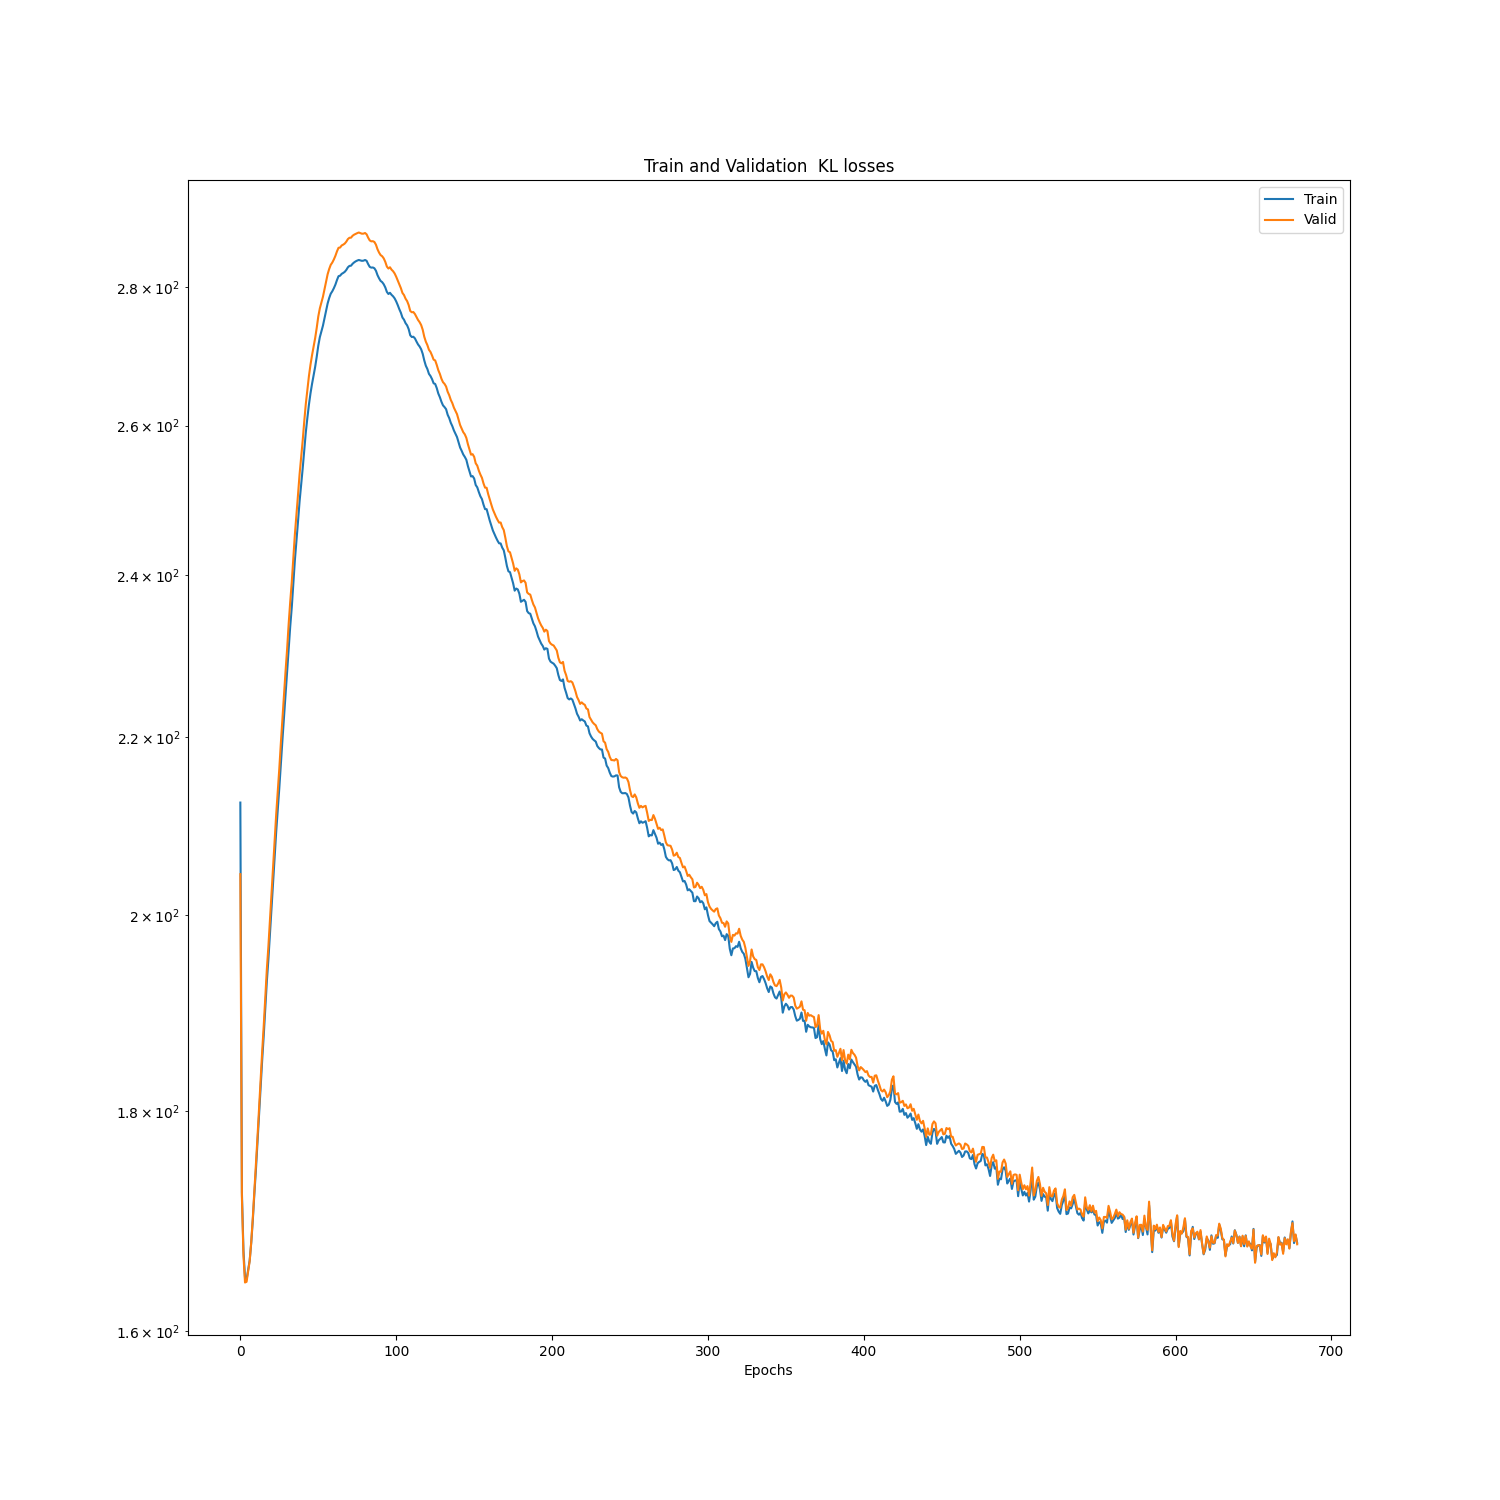 Train and Validation  KL losses
Train
Valid
2.8 × 10²
2.6 × 10²
2.4 × 10²
2.2 × 10²
2 × 10²
1.8 × 10²
1.6 × 10²
0 100 200 300 400 500 600 700
Epochs